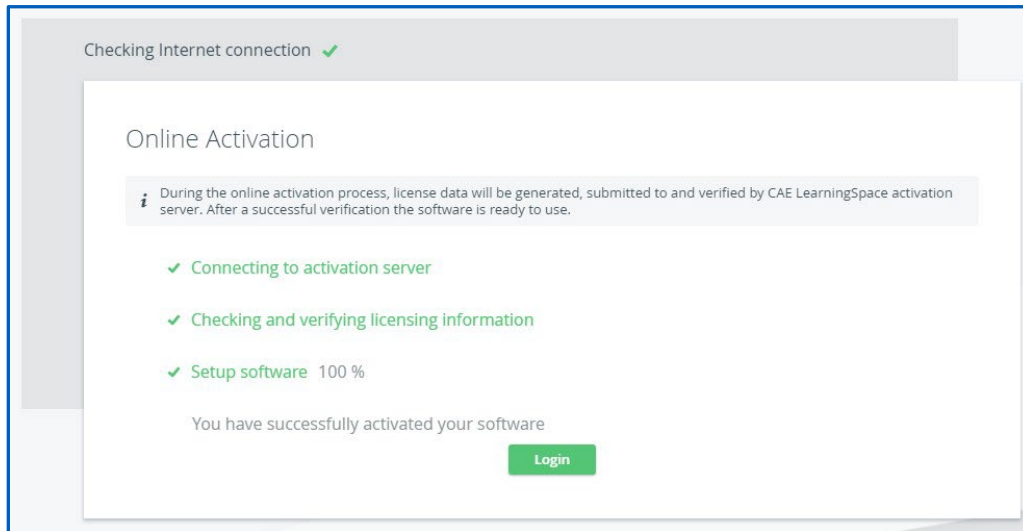 Checking Internet connection
Online Activation
i During the online activation process, license data will be generated, submitted to and verified by CAE LearningSpace activation
server. After a successful verification the software is ready to use.
Connecting to activation server
Checking and verifying licensing information
Setup software 100 %
You have successfully activated your software
Login